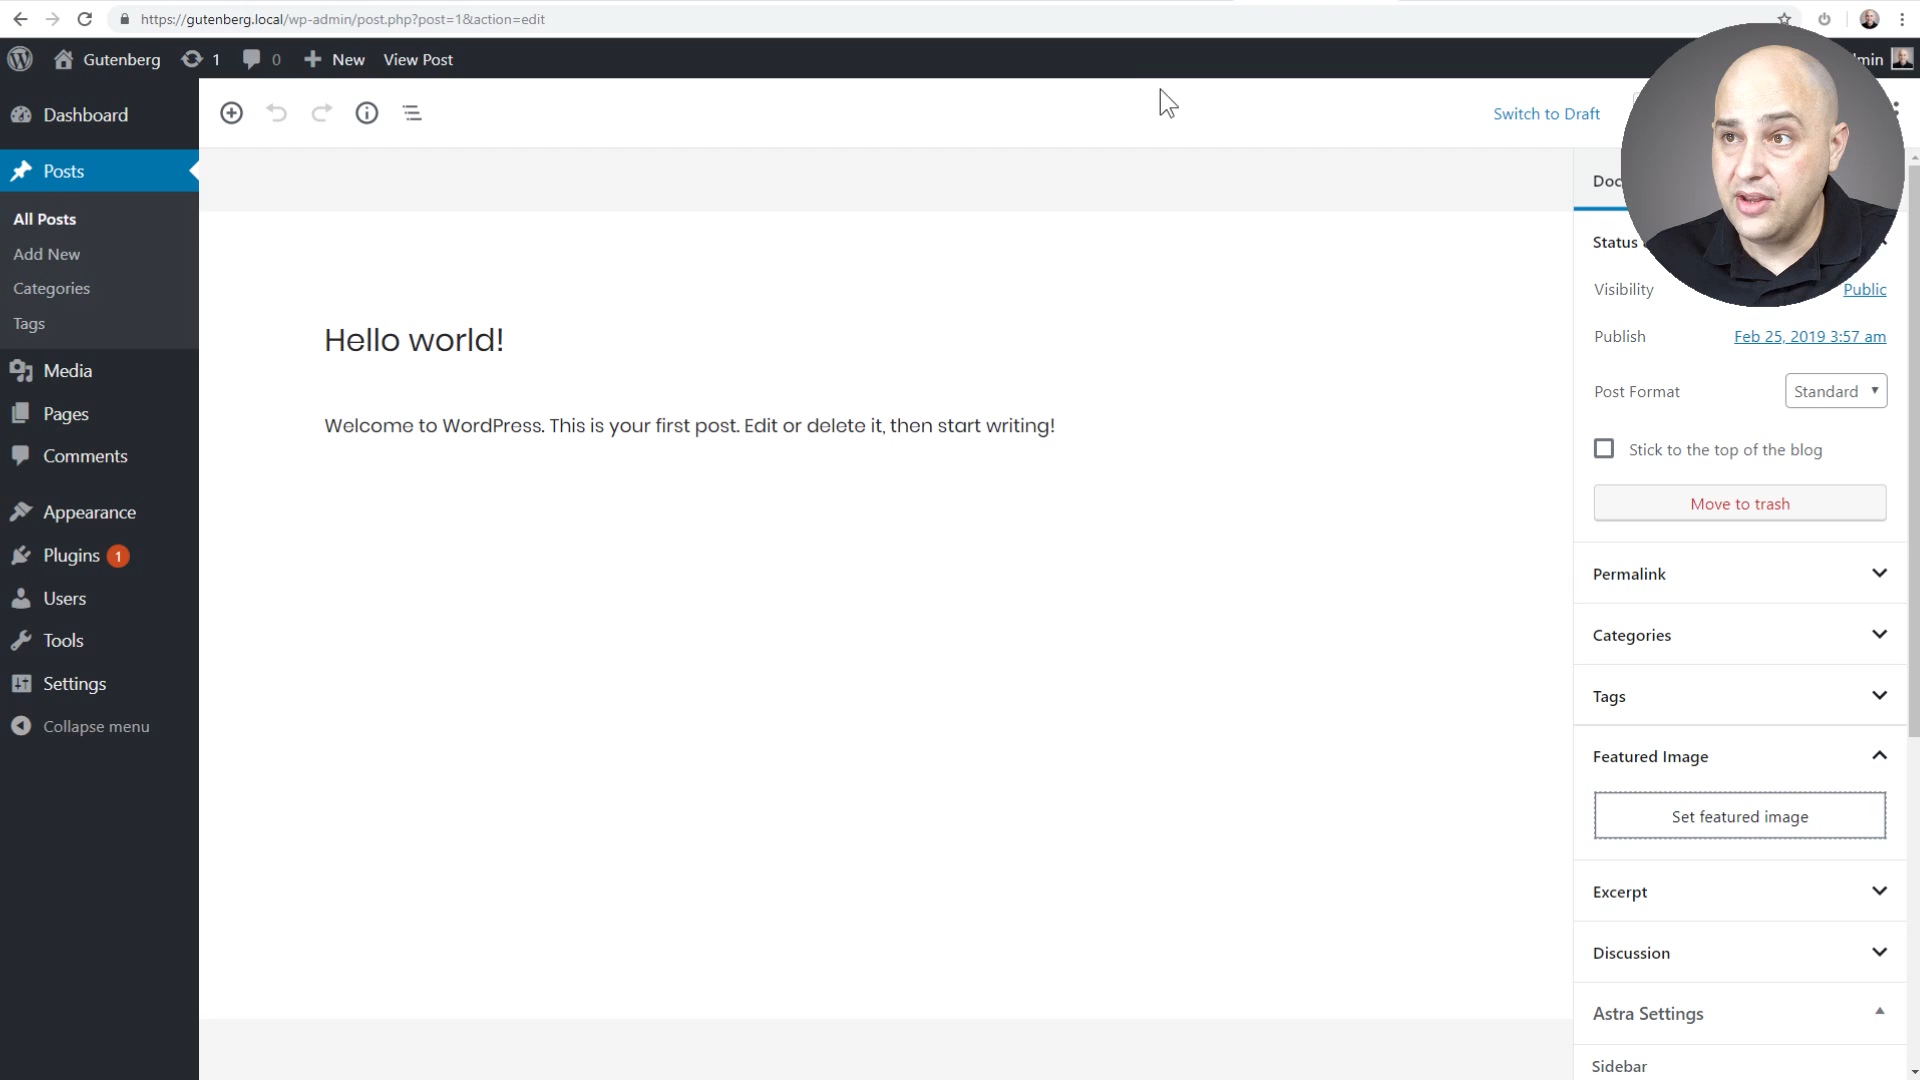 https://gutenberg.local/wp-admin/post.php?post=1&action=edit
Gutenberg 1 0 New View Post min
Dashboard
Posts
All Posts
Add New
Categories
Tags
Media
Pages
Comments
Appearance
Plugins 1
Users
Tools
Settings
Collapse menu
Switch to Draft
Hello world!
Welcome to WordPress. This is your first post. Edit or delete it, then start writing!
Doc
Status
Visibility Public
Publish Feb 25, 2019 3:57 am
Post Format Standard
Stick to the top of the blog
Move to trash
Permalink
Categories
Tags
Featured Image
Set featured image
Excerpt
Discussion
Astra Settings
Sidebar